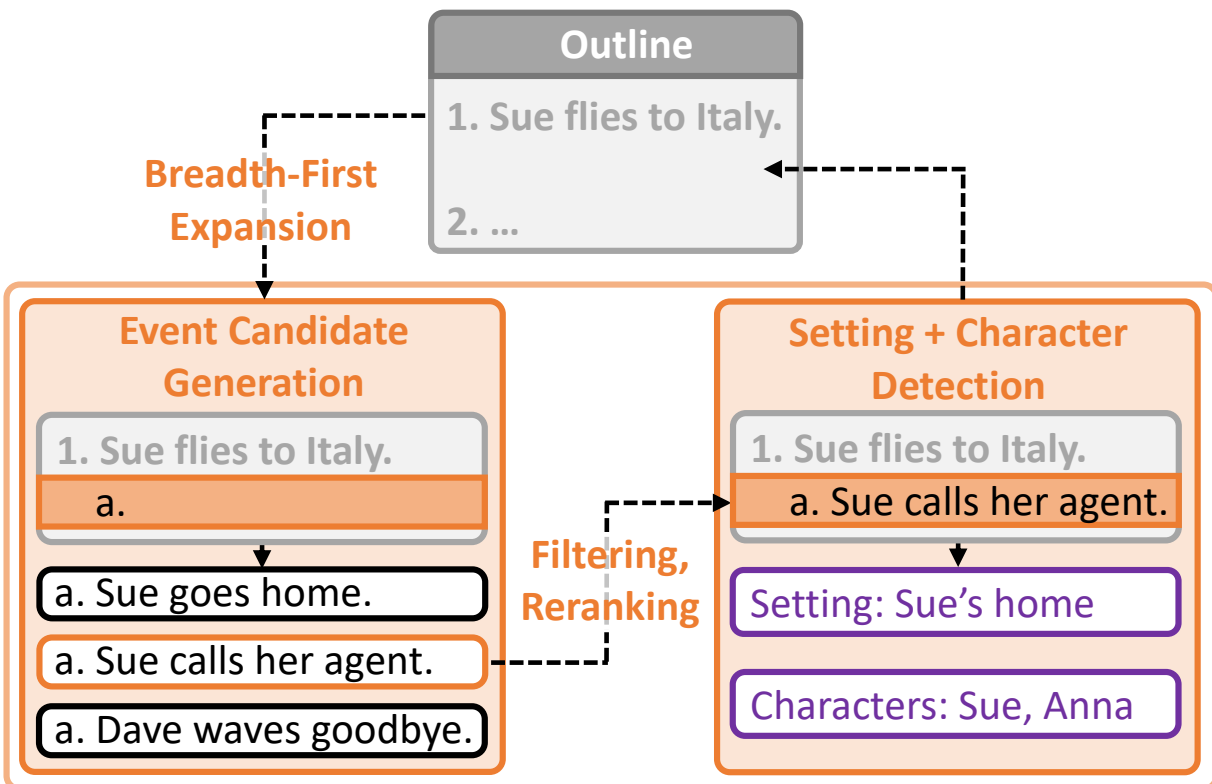 Outline
1. Sue flies to Italy.
2. ...
Breadth-First
Expansion
Event Candidate
Generation
1. Sue flies to Italy.
a.
a. Sue goes home.
a. Sue calls her agent.
a. Dave waves goodbye.
Filtering,
Reranking
Setting + Character
Detection
1. Sue flies to Italy.
a. Sue calls her agent.
Setting: Sue’s home
Characters: Sue, Anna